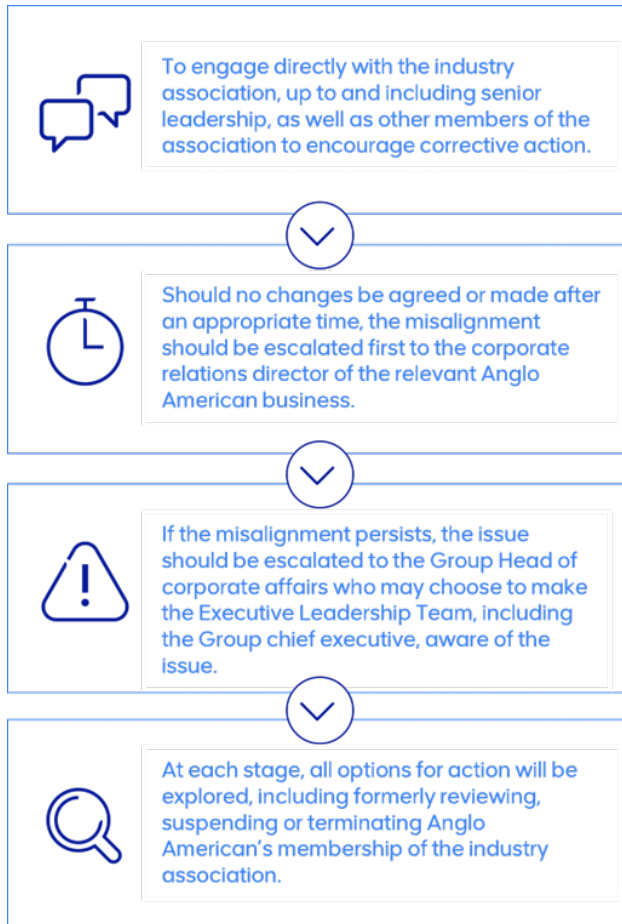 To engage directly with the industry
association, up to and including senior
leadership, as well as other members of the
association to encourage corrective action.
Should no changes be agreed or made after
an appropriate time, the misalignment
should be escalated first to the corporate
relations director of the relevant Anglo
American business.
If the misalignment persists, the issue
should be escalated to the Group Head of
corporate affairs who may choose to make
the Executive Leadership Team, including
the Group chief executive, aware of the
issue.
At each stage, all options for action will be
explored, including formerly reviewing,
suspending or terminating Anglo
American's membership of the industry
association.